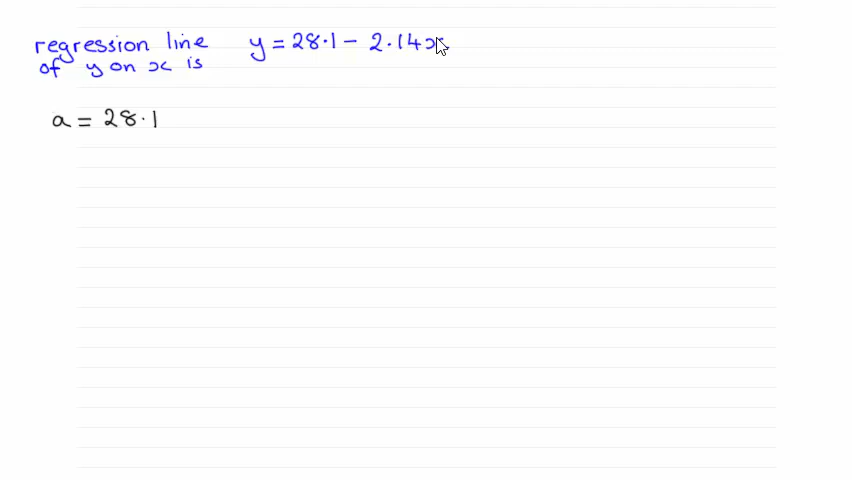 regression line y = 28.1 - 2.14x
of y on x is
a = 28.1